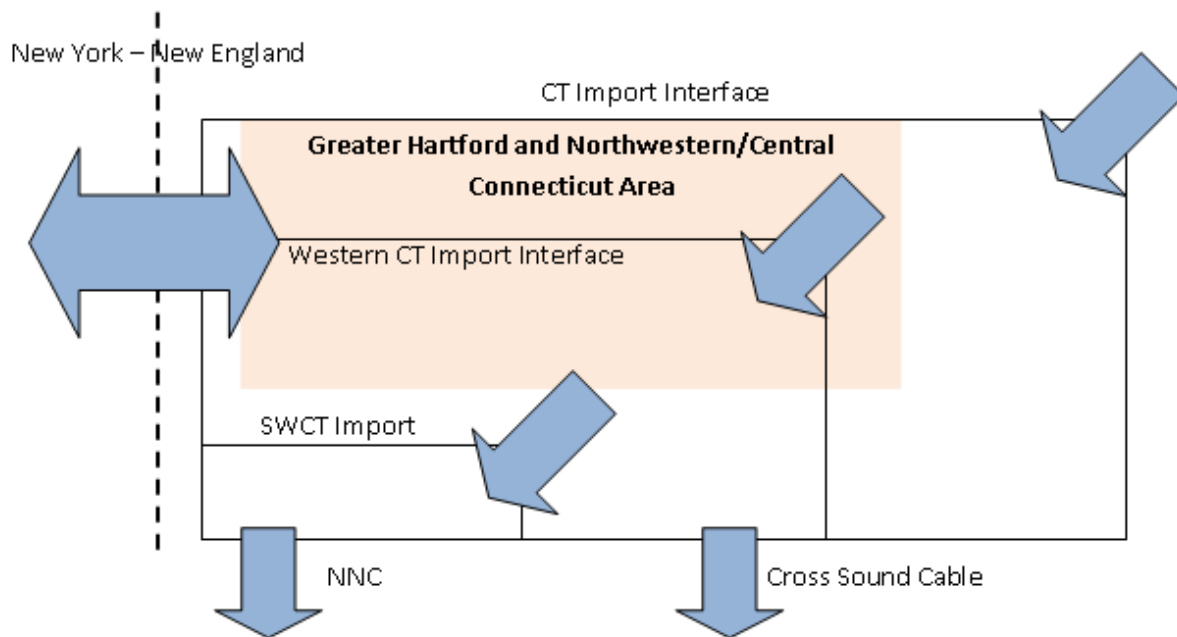 New York – New England
CT Import Interface
Greater Hartford and Northwestern/Central
Connecticut Area
Western CT Import Interface
SWCT Import
NNC
Cross Sound Cable